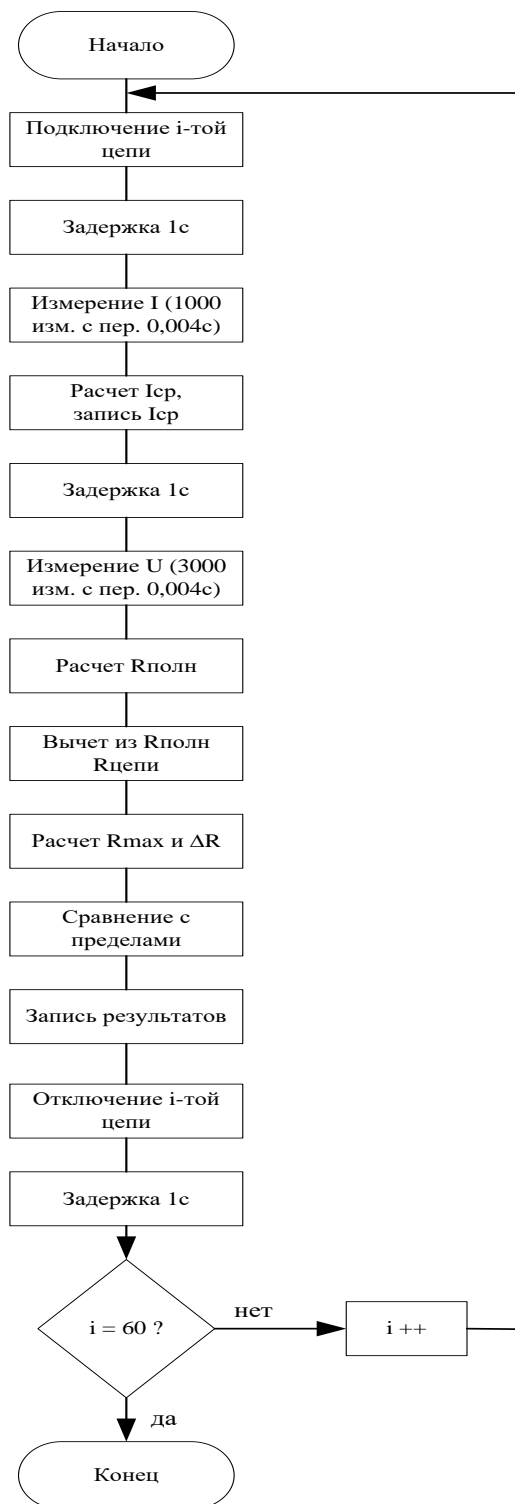 Начало
Подключение i-той
цепи
Задержка 1с
Измерение I (1000
изм. с пер. 0,004с)
Расчет Iср,
запись Iср
Задержка 1с
Измерение U (3000
изм. с пер. 0,004с)
Расчет Rполн
Вычет из Rполн
Rцепи
Расчет Rmax и ΔR
Сравнение с
пределами
Запись результатов
Отключение i-той
цепи
Задержка 1с
i = 60 ?
нет
i ++
да
Конец